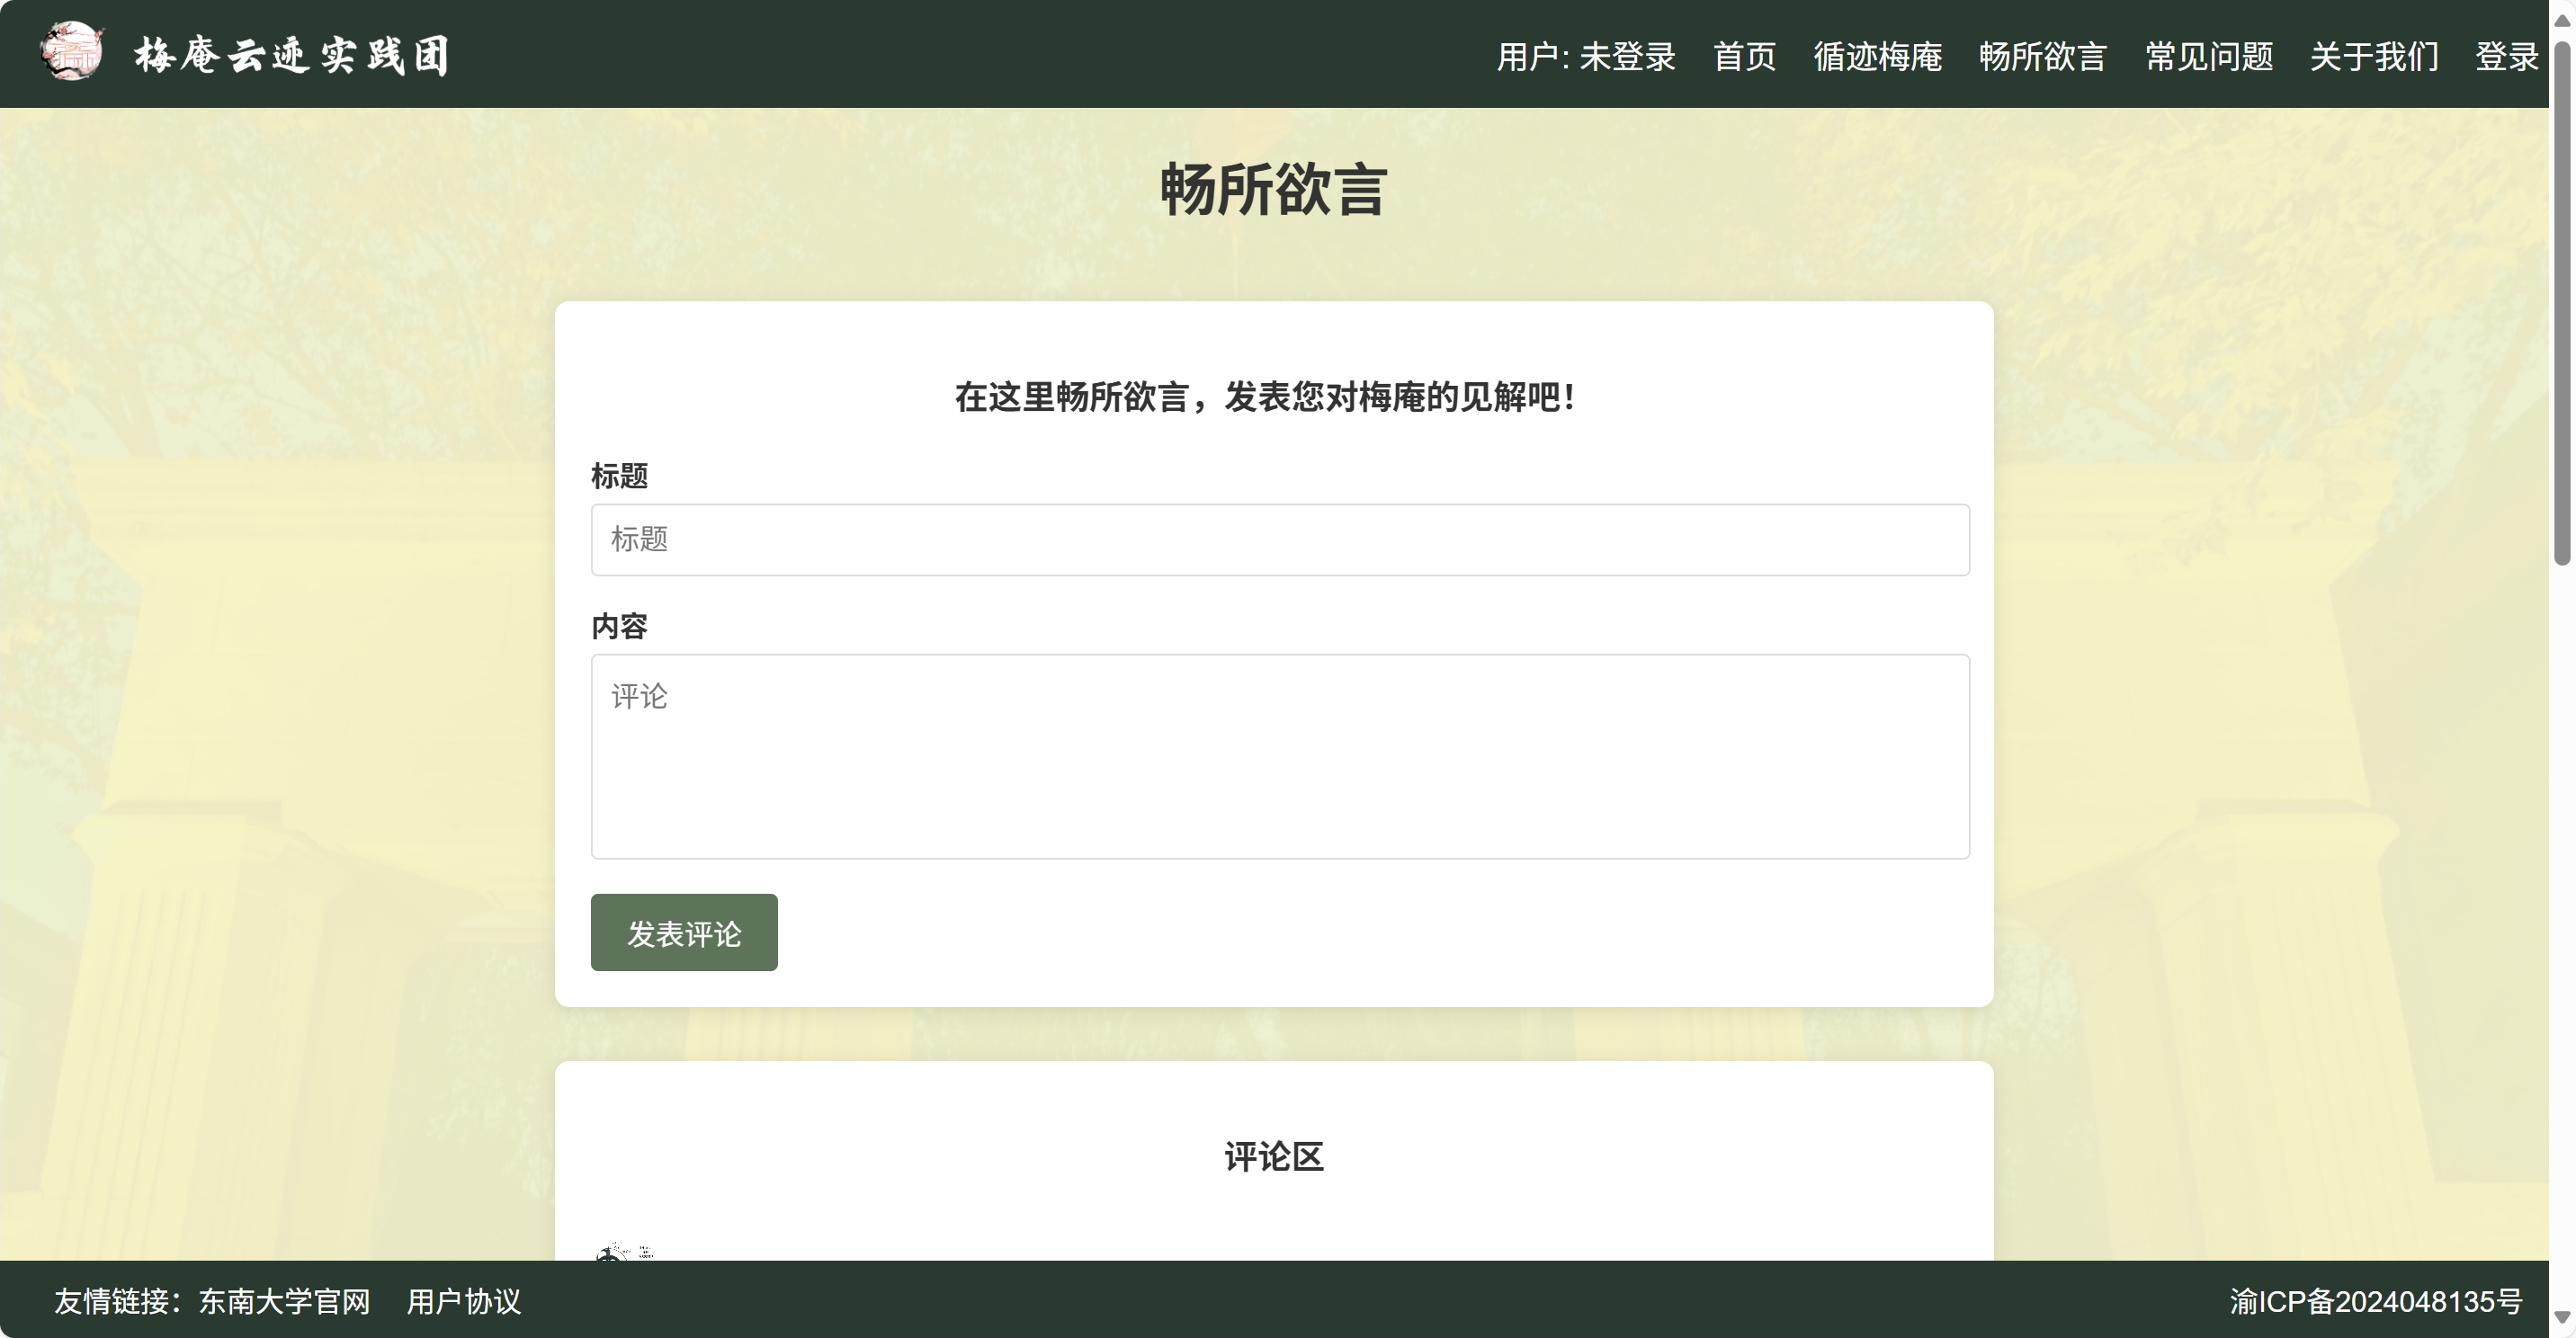 梅庵云迹实践团
用户: 未登录 首页 循迹梅庵 畅所欲言 常见问题 关于我们 登录
畅所欲言
在这里畅所欲言，发表您对梅庵的见解吧！
标题
标题
内容
评论
发表评论
评论区
友情链接：东南大学官网 用户协议
渝ICP备2024048135号